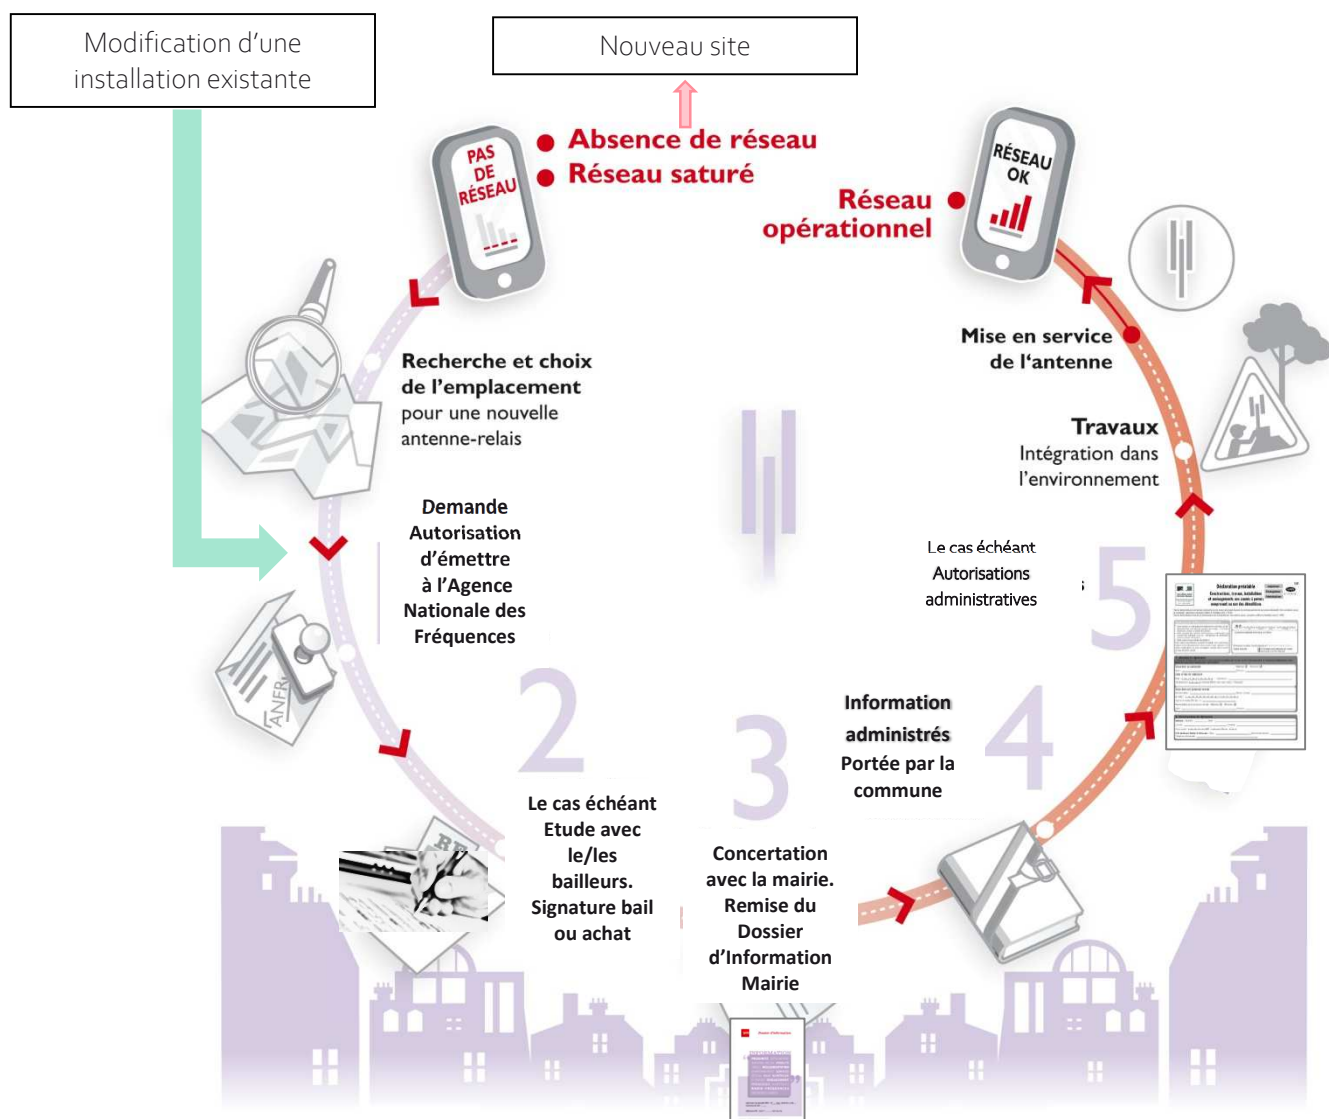 Modification d'une
installation existante
Nouveau site
PAS
DE
RÉSEAU
Absence de réseau
Réseau saturé
RÉSEAU
OK
Réseau
opérationnel
Recherche et choix
de l'emplacement
pour une nouvelle
antenne-relais
Mise en service
de l'antenne
Travaux
Intégration dans
l'environnement
Demande
Autorisation
d'émettre
à l'Agence
Nationale des
Fréquences
ANFR
Le cas échéant
Autorisations
administratives
5
Déclaration préalable
2
Le cas échéant
Etude avec
le/les
bailleurs.
Signature bail
ou achat
3
Concertation
avec la mairie.
Remise du
Dossier
d'Information
Mairie
4
Information
administrés
Portée par la
commune